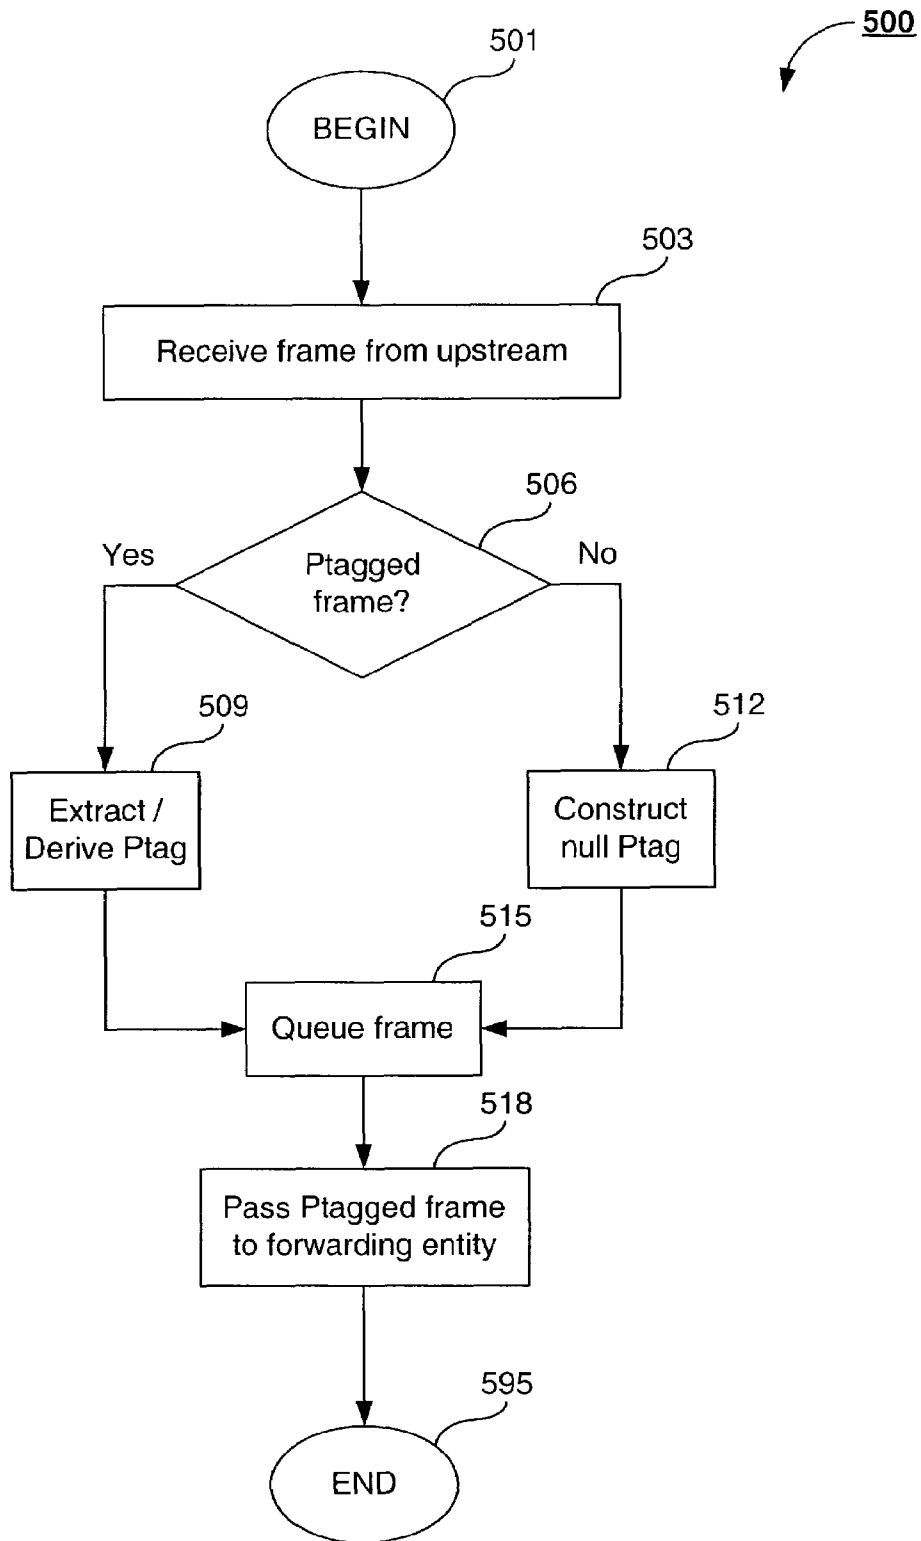 500
501
BEGIN
503
Receive frame from upstream
506
Yes
No
Ptagged
frame?
509
512
Extract /
Derive Ptag
Construct
null Ptag
515
Queue frame
518
Pass Ptagged frame
to forwarding entity
595
END